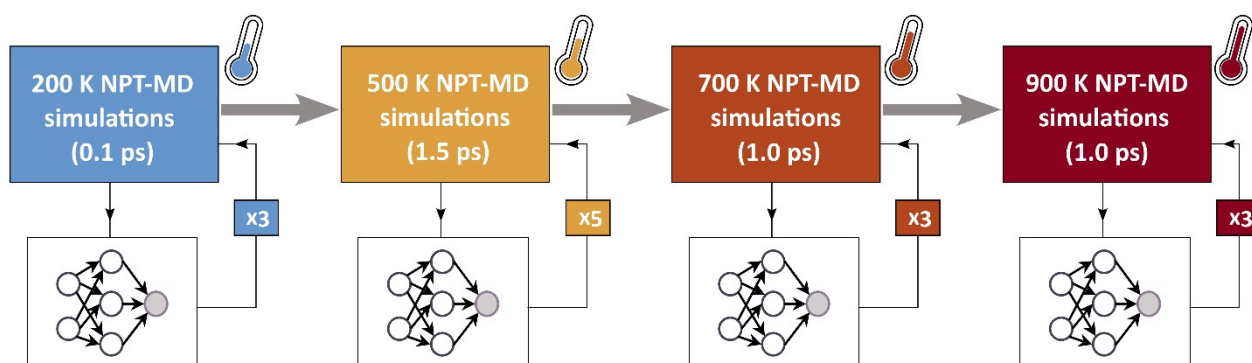 200 K NPT-MD
simulations
(0.1 ps)
500 K NPT-MD
simulations
(1.5 ps)
700 K NPT-MD
simulations
(1.0 ps)
900 K NPT-MD
simulations
(1.0 ps)
x3
x5
x3
x3